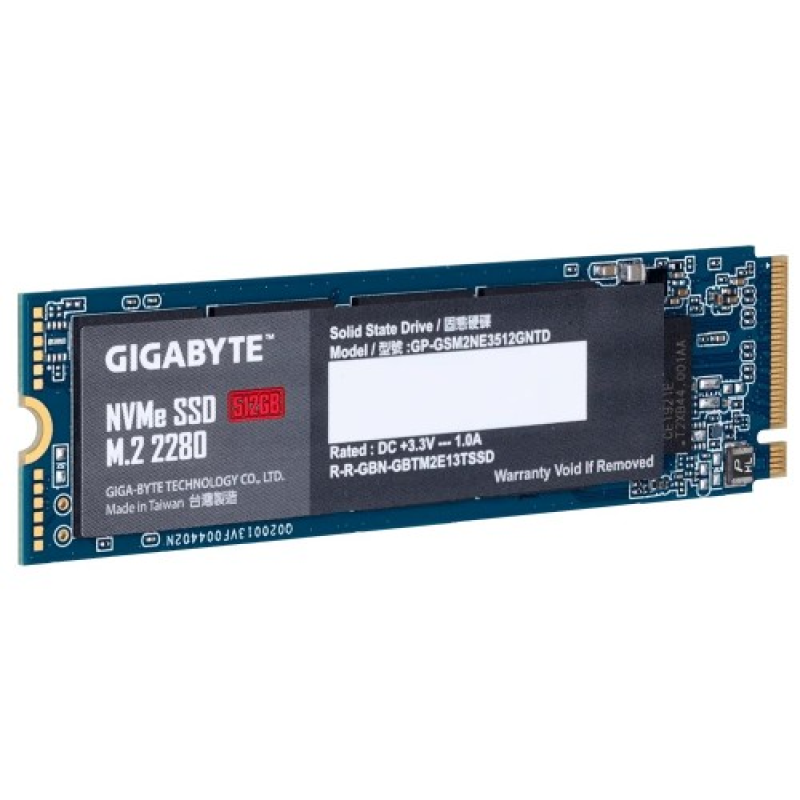 GIGABYTE™
NVMe SSD 512GB
M.2 2280
GIGA-BYTE TECHNOLOGY CO., LTD.
Made in Taiwan 台灣製造
Solid State Drive / 固態硬碟
Model / 型號 :GP-GSM2NE3512GNTD
Rated : DC +3.3V --- 1.0A
R-R-GBN-GBTM2E13TSSD
Warranty Void If Removed
QO20013VF004402N